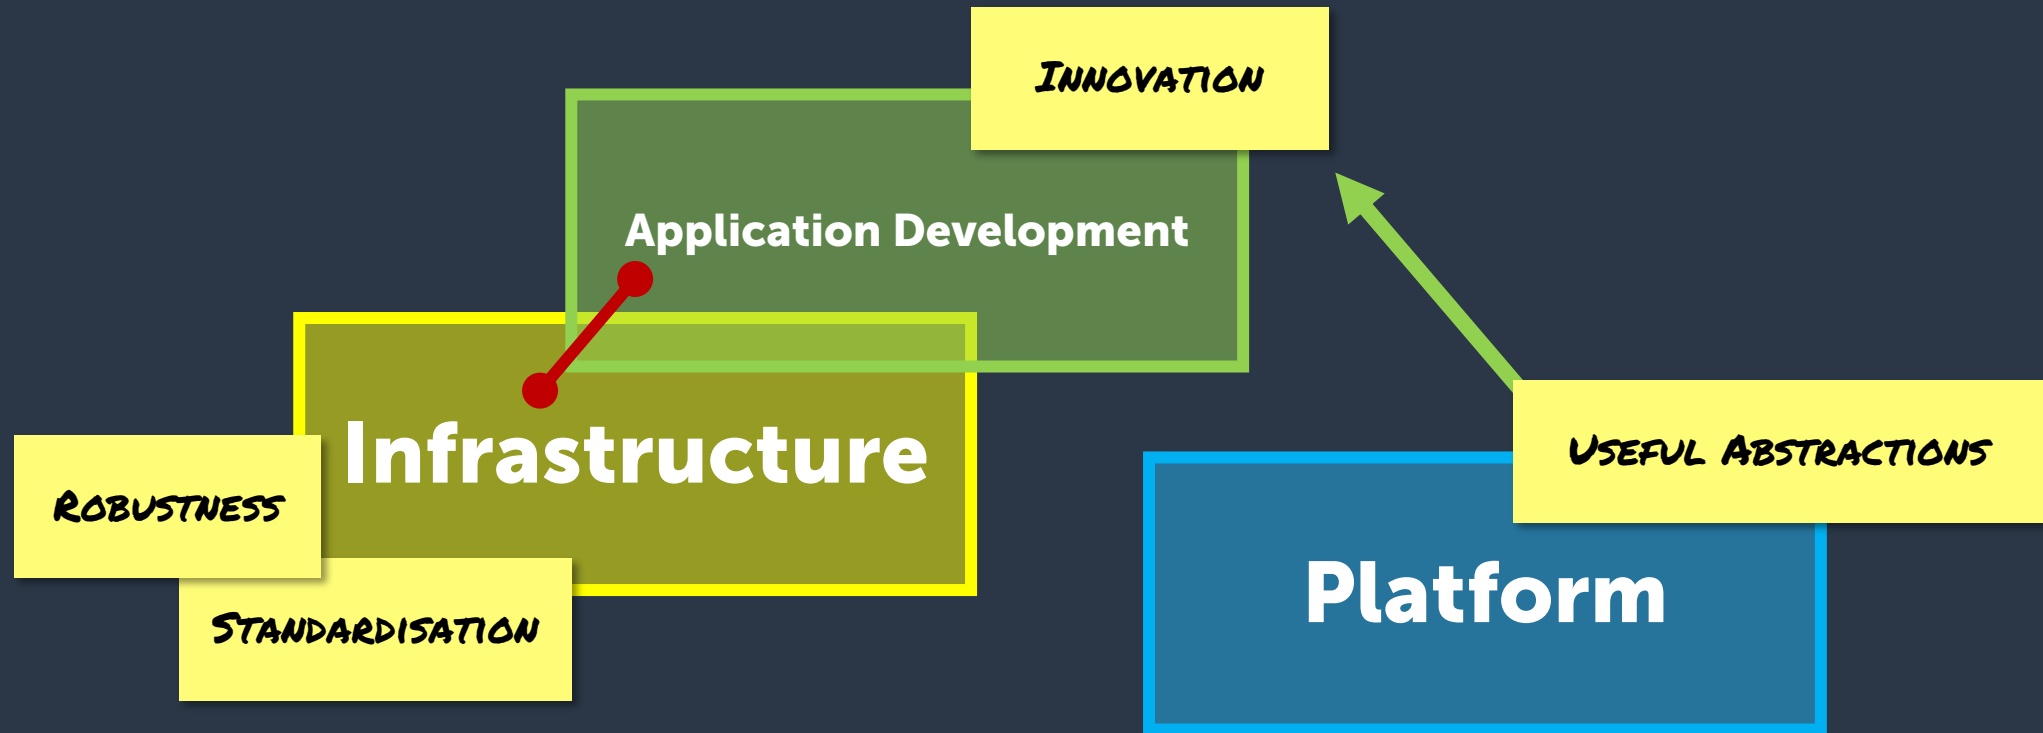 Innovation
Application Development
Infrastructure
Useful Abstractions
Robustness
Platform
Standardisation